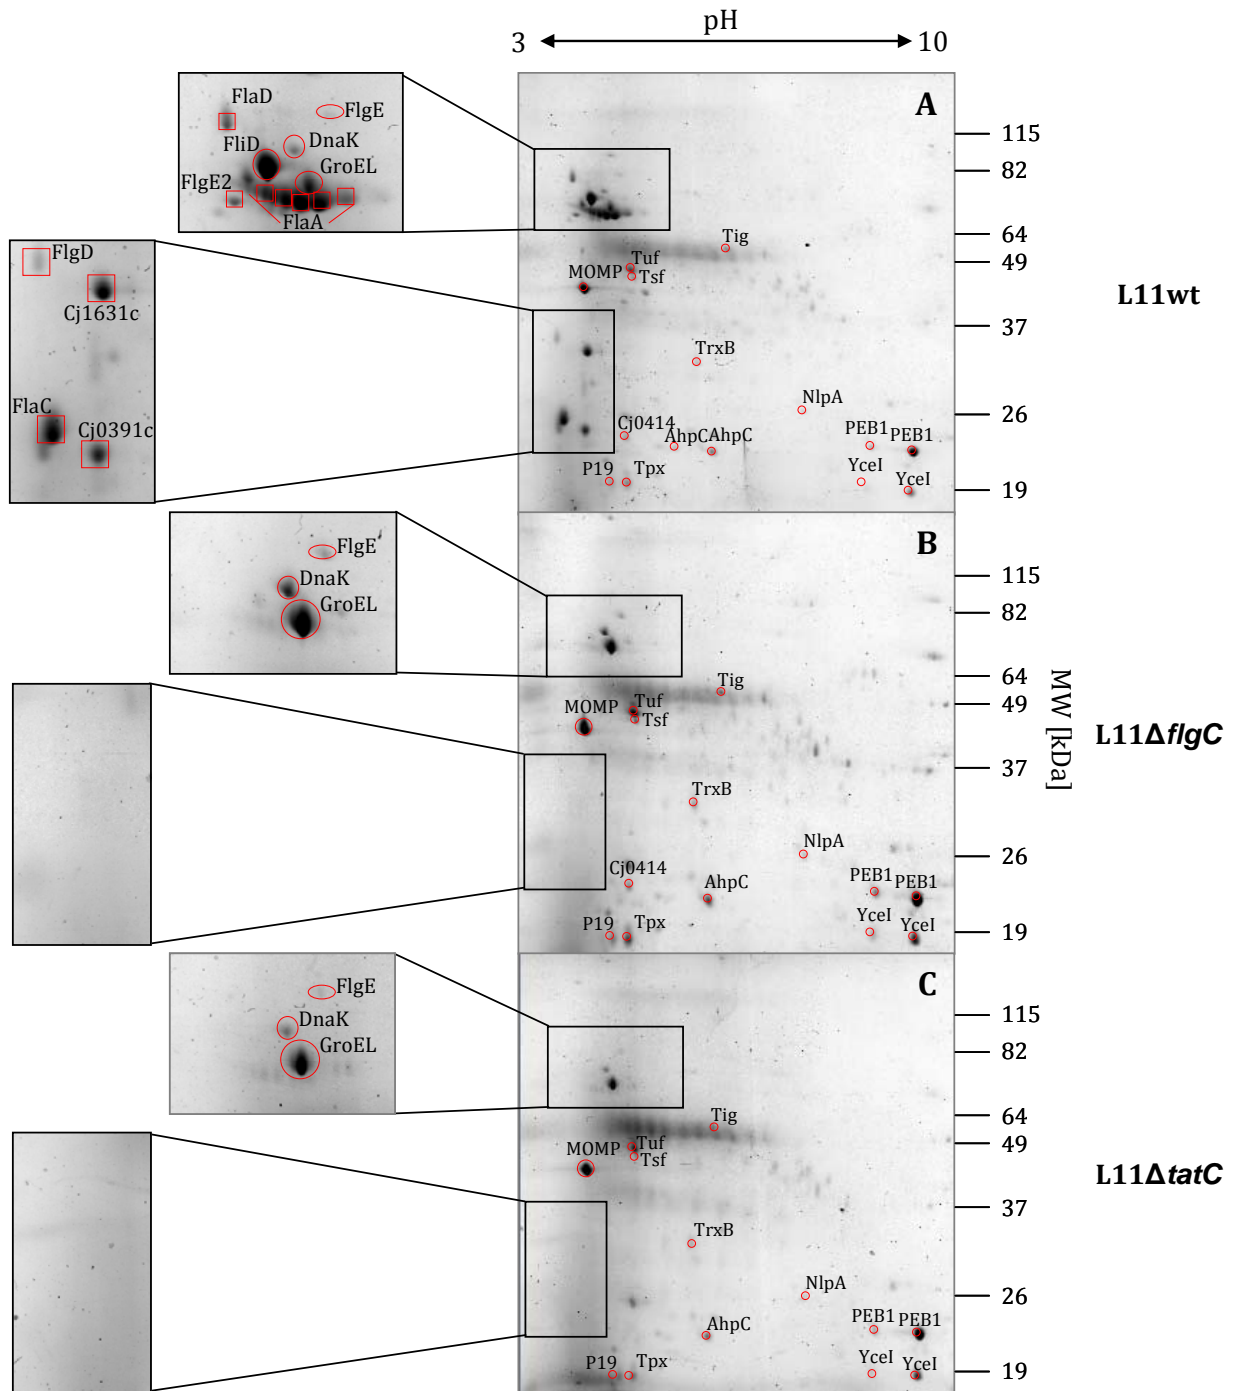 pH
3 10
A
FlaD
FlgE
DnaK
FliD
GroEL
FlgE2
FlaA
FlgD
Cj1631c
FlaC
Cj0391c
Tig
Tuf
MOMP
Tsf
TrxB
NlpA
Cj0414
AhpC AhpC
PEB1 PEB1
P19 Tpx
YceI
YceI
115
82
64
49
37
26
19
L11wt
B
FlgE
DnaK
GroEL
Tig
MOMP
Tuf
Tsf
TrxB
NlpA
Cj0414
AhpC
PEB1 PEB1
P19 Tpx
YceI YceI
115
82
64
49
37
26
19
MW [kDa]
L11ΔflgC
C
FlgE
DnaK
GroEL
Tig
MOMP Tuf
Tsf
TrxB
NlpA
AhpC
PEB1 PEB1
P19 Tpx
YceI YceI
115
82
64
49
37
26
19
L11ΔtatC